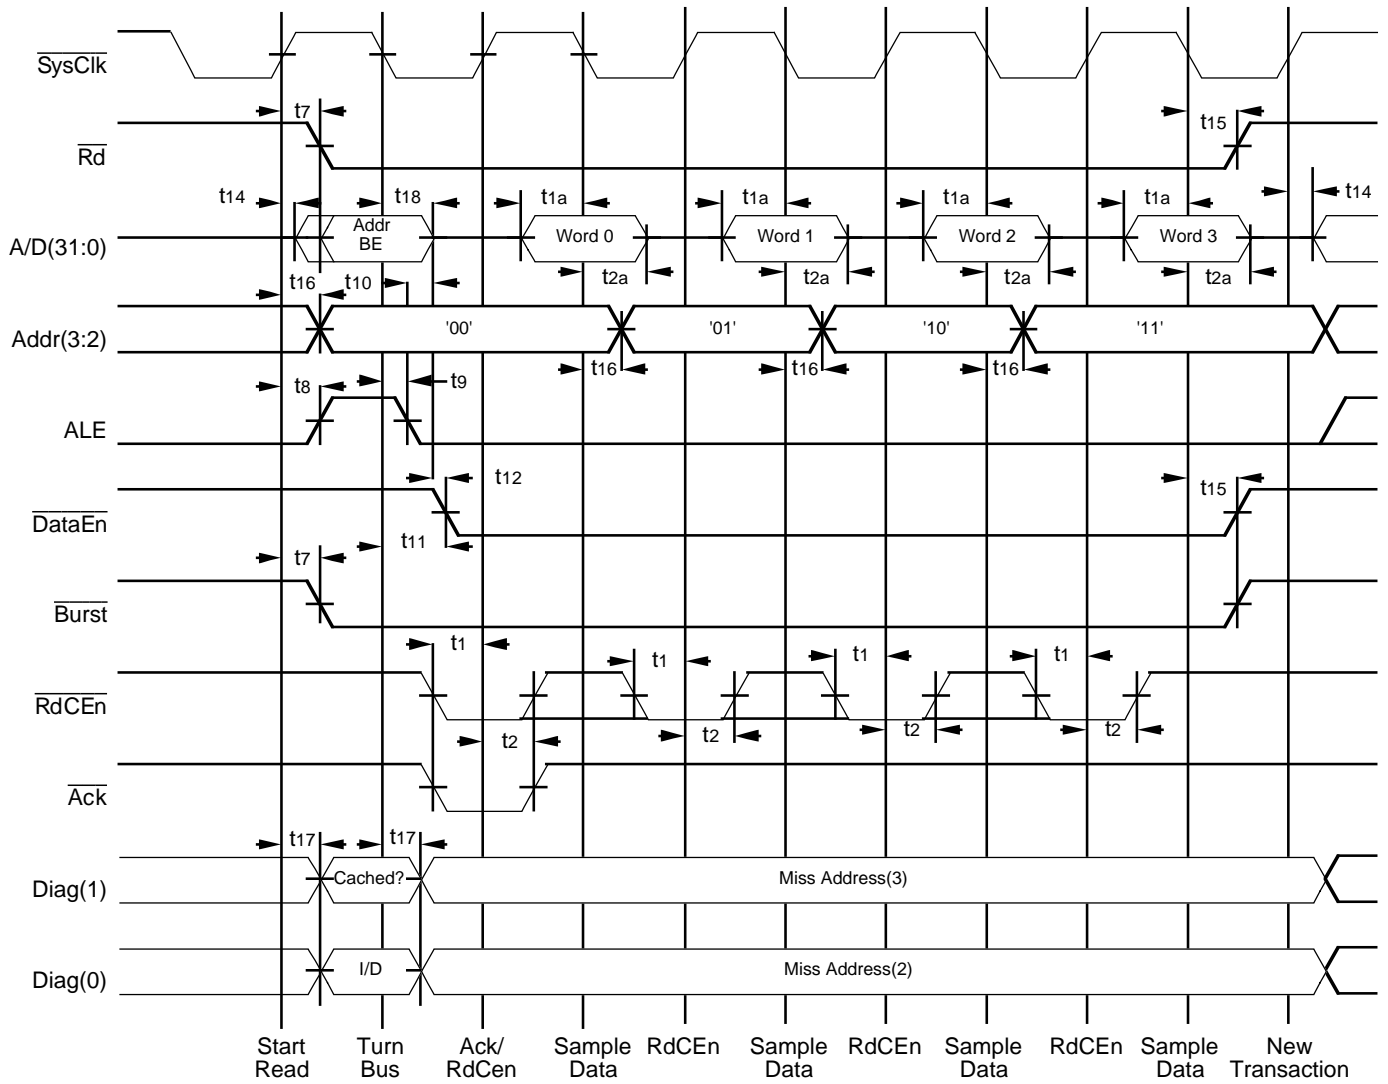 SysClk
t7
t15
Rd
t14
t18
t1a
t1a
t1a
t1a
t14
Addr
BE
Word 0
Word 1
Word 2
Word 3
A/D(31:0)
t16
t10
t2a
t2a
t2a
t2a
'00'
'01'
'10'
'11'
Addr(3:2)
t16
t16
t16
t8
t9
ALE
t12
t15
DataEn
t11
t7
Burst
t1
t1
t1
t1
RdCEn
t2
t2
t2
t2
Ack
t17
t17
Cached?
Miss Address(3)
Diag(1)
I/D
Miss Address(2)
Diag(0)
Start
Read
Turn
Bus
Ack/
RdCen
Sample
Data
RdCEn
Sample
Data
RdCEn
Sample
Data
RdCEn
Sample
Data
New
Transaction